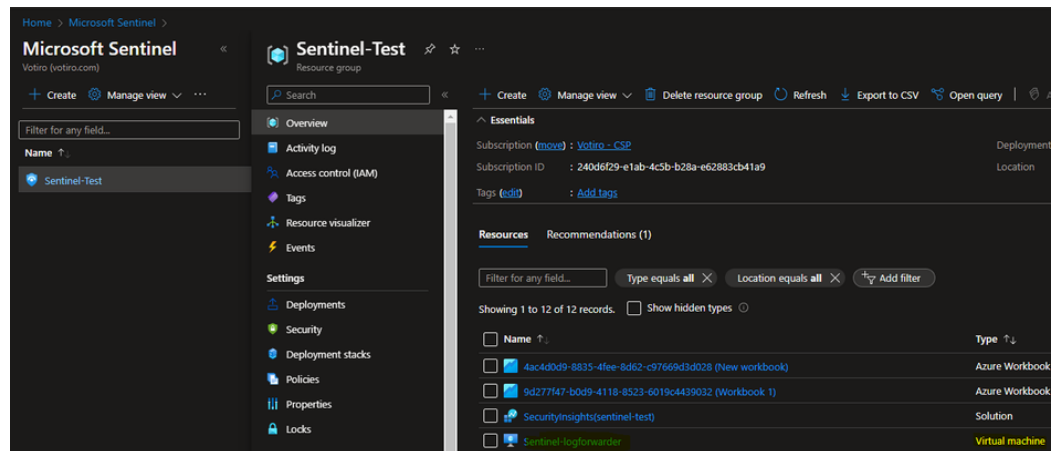 Home > Microsoft Sentinel >
Microsoft Sentinel
Votiro (votiro.com)
Create Manage view ...
Filter for any field...
Name
Sentinel-Test
Sentinel-Test ...
Resource group
Search
Overview
Activity log
Access control (IAM)
Tags
Resource visualizer
Events
Settings
Deployments
Security
Deployment stacks
Policies
Properties
Locks
Create Manage view Delete resource group Refresh Export to CSV Open query
Essentials
Subscription (move) : Votiro - CSP
Deployment
Subscription ID : 240d6f29-e1ab-4c5b-b28a-e62883cb41a9
Location
Tags (edit) : Add tags
Resources Recommendations (1)
Filter for any field... Type equals all Location equals all Add filter
Showing 1 to 12 of 12 records. Show hidden types
Name Type
4ac4d0d9-8835-4fee-8d62-c97669d3d028 (New workbook) Azure Workbook
9d277f47-b0d9-4118-8523-6019c4439032 (Workbook 1) Azure Workbook
SecurityInsights(sentinel-test) Solution
Sentinel-logforwarder Virtual machine